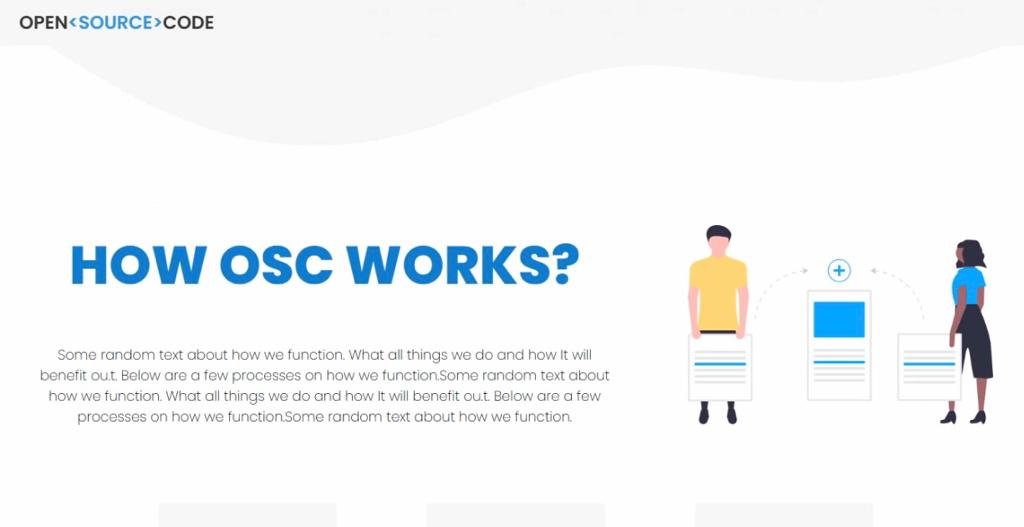 OPEN<SOURCE>CODE
HOW OSC WORKS?
Some random text about how we function. What all things we do and how It will
benefit ou.t. Below are a few processes on how we function.Some random text about
how we function. What all things we do and how It will benefit ou.t. Below are a few
processes on how we function.Some random text about how we function.